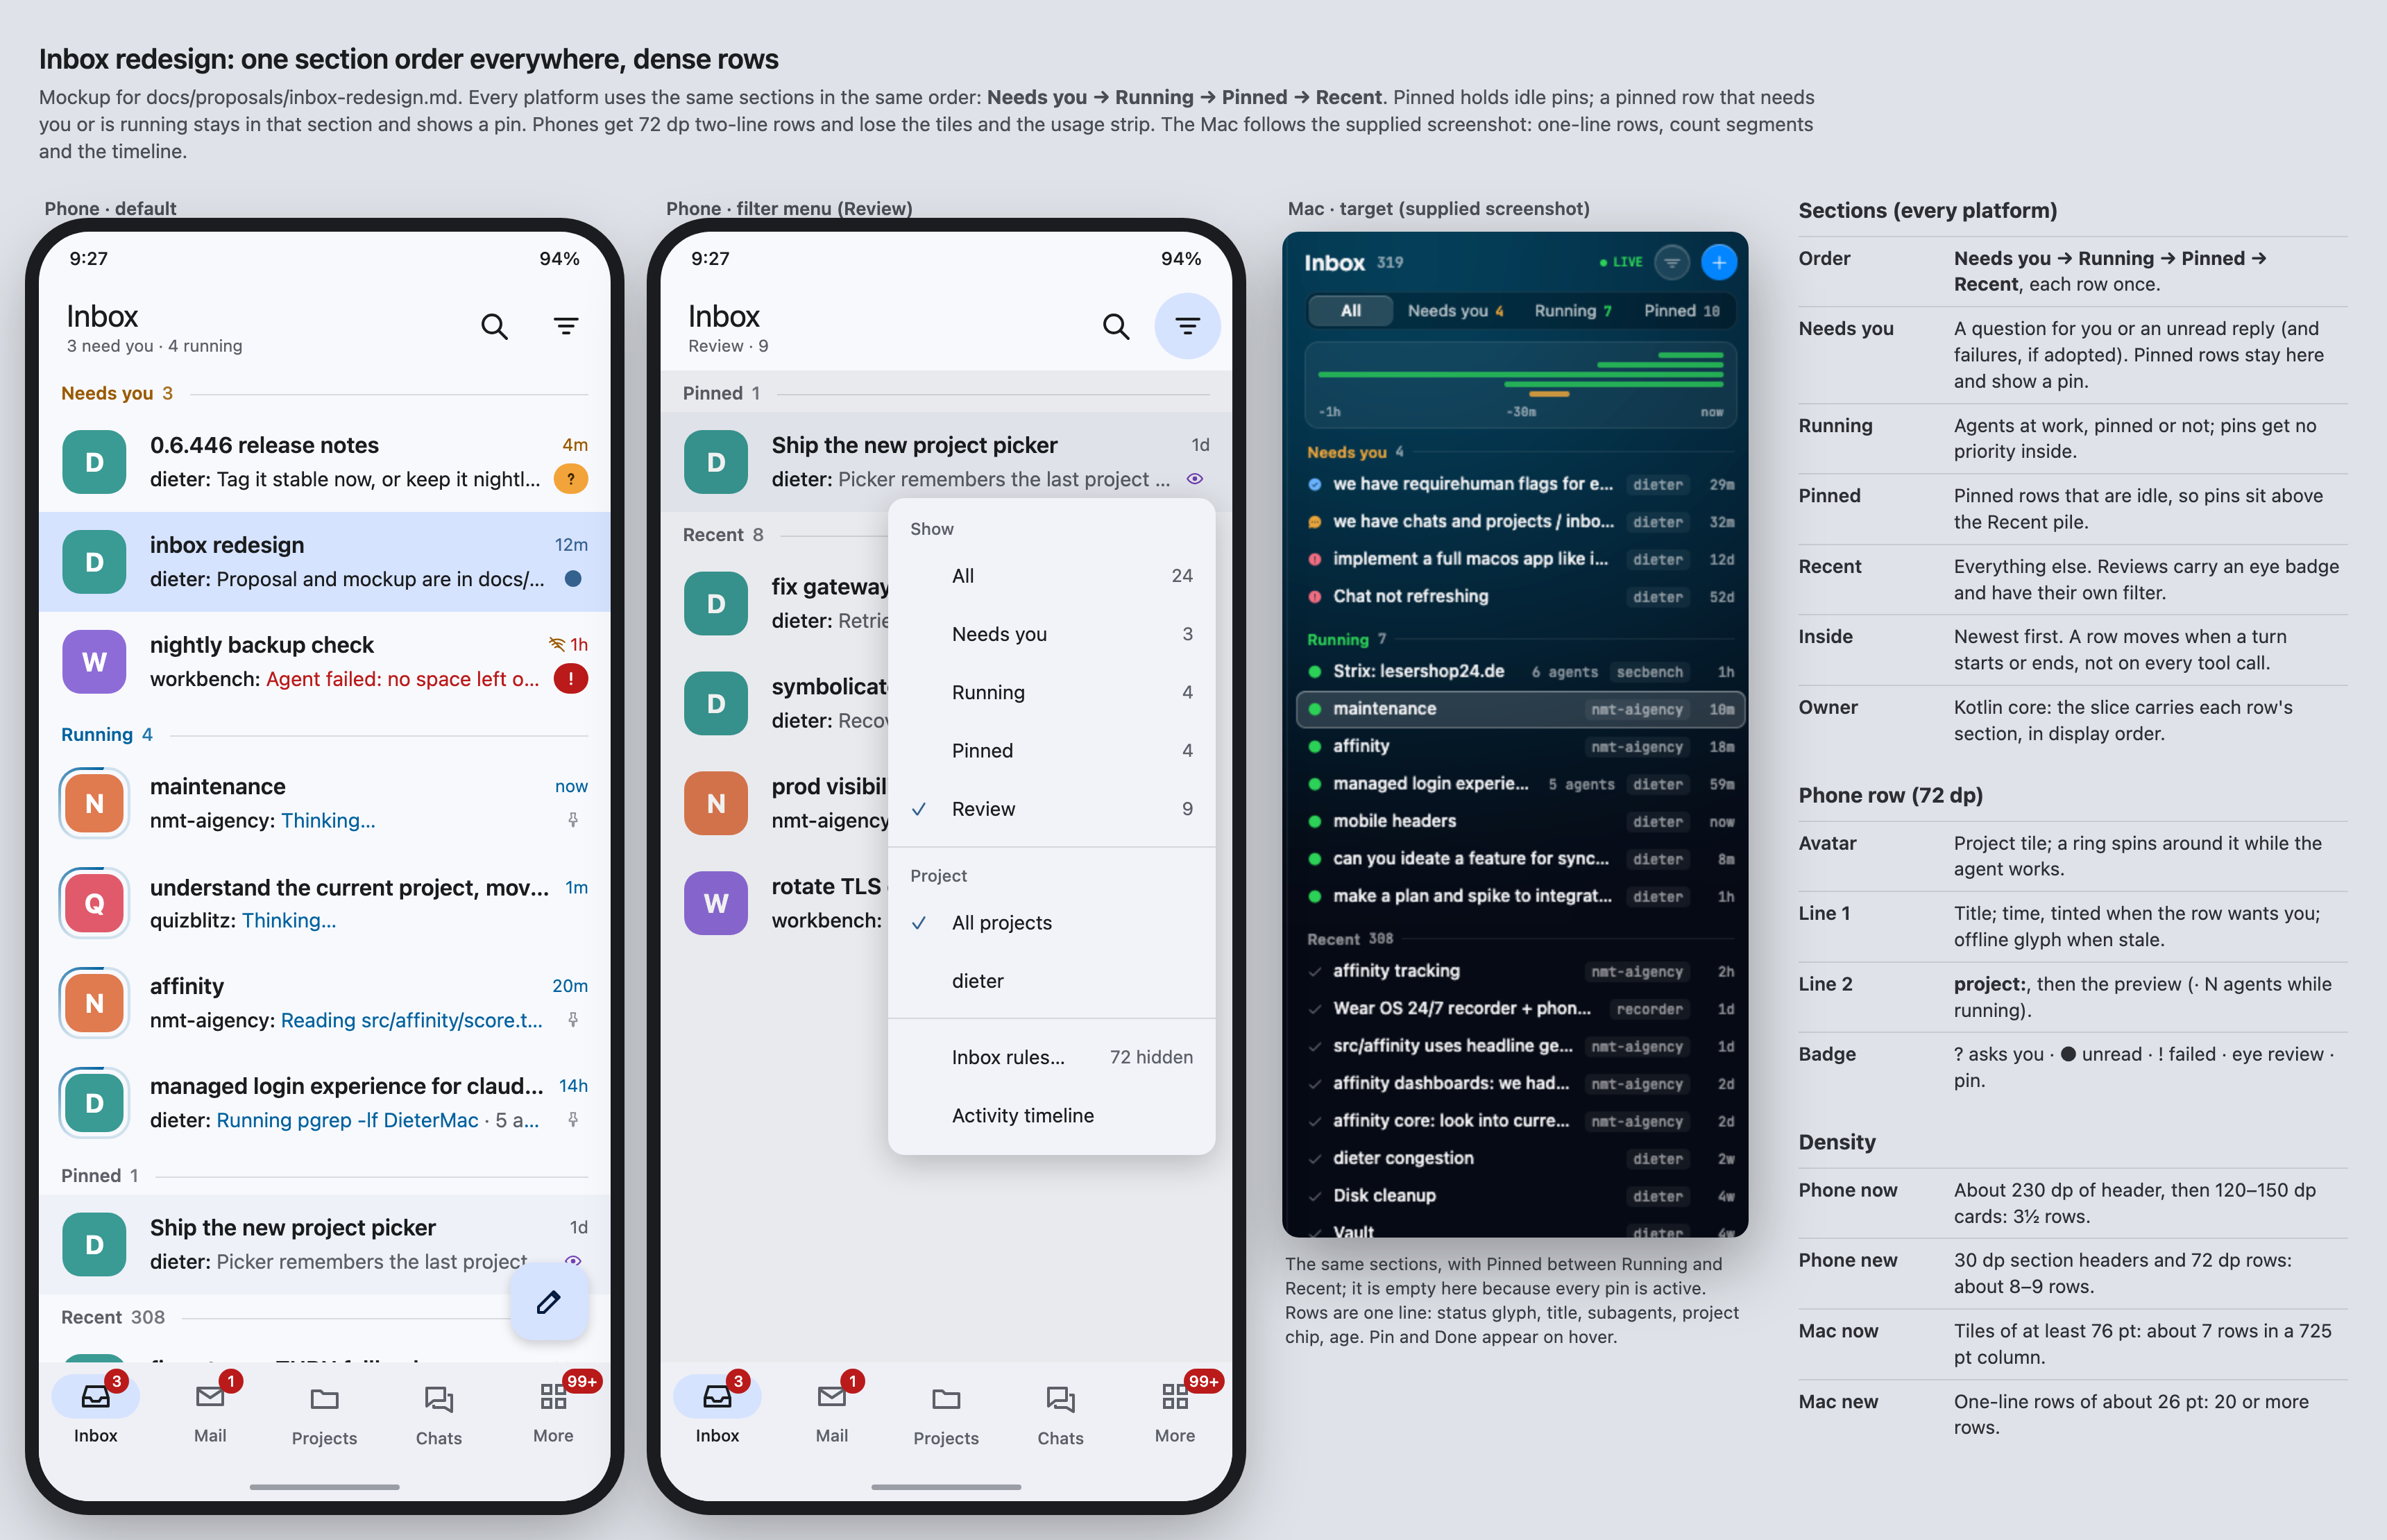 Inbox redesign: one section order everywhere, dense rows
Mockup for docs/proposals/inbox-redesign.md. Every platform uses the same sections in the same order: Needs you → Running → Pinned → Recent. Pinned holds idle pins; a pinned row that needs
you or is running stays in that section and shows a pin. Phones get 72 dp two-line rows and lose the tiles and the usage strip. The Mac follows the supplied screenshot: one-line rows, count segments
and the timeline.
Phone · default
9:27 94%
Inbox
3 need you · 4 running
Needs you 3
D 0.6.446 release notes 4m
dieter: Tag it stable now, or keep it nightl... ?
D inbox redesign 12m
dieter: Proposal and mockup are in docs/...
W nightly backup check 1h
workbench: Agent failed: no space left o... !
Running 4
N maintenance now
nmt-aigency: Thinking...
Q understand the current project, mov... 1m
quizblitz: Thinking...
N affinity 20m
nmt-aigency: Reading src/affinity/score.t...
D managed login experience for claud... 14h
dieter: Running pgrep -lf DieterMac · 5 a...
Pinned 1
D Ship the new project picker 1d
dieter: Picker remembers the last project
Recent 308
3 1 99+
Inbox Mail Projects Chats More
Phone · filter menu (Review)
9:27 94%
Inbox
Review · 9
Pinned 1
D Ship the new project picker 1d
dieter: Picker remembers the last project ...
Recent 8
D fix gateway
dieter: Retrie
D symbolicat
dieter: Recov
N prod visibil
nmt-aigency
W rotate TLS
workbench:
Show
All 24
Needs you 3
Running 4
Pinned 4
Review 9
Project
All projects
dieter
Inbox rules... 72 hidden
Activity timeline
3 1 99+
Inbox Mail Projects Chats More
Mac · target (supplied screenshot)
Inbox 319 LIVE
All Needs you 4 Running 7 Pinned 10
-1h -30m now
Needs you 4
we have requirehuman flags for e... dieter 29m
we have chats and projects / inbo... dieter 32m
implement a full macos app like i... dieter 12d
Chat not refreshing dieter 52d
Running 7
Strix: lesershop24.de 6 agents secbench 1h
maintenance nmt-aigency 10m
affinity nmt-aigency 18m
managed login experie... 5 agents dieter 59m
mobile headers dieter now
can you ideate a feature for sync... dieter 8m
make a plan and spike to integrat... dieter 1h
Recent 308
affinity tracking nmt-aigency 2h
Wear OS 24/7 recorder + phon... recorder 1d
src/affinity uses headline ge... nmt-aigency 1d
affinity dashboards: we had... nmt-aigency 2d
affinity core: look into curre... nmt-aigency 2d
dieter congestion dieter 2w
Disk cleanup dieter 4w
Vault dieter 4w
The same sections, with Pinned between Running and
Recent; it is empty here because every pin is active.
Rows are one line: status glyph, title, subagents, project
chip, age. Pin and Done appear on hover.
Sections (every platform)
Order Needs you → Running → Pinned →
Recent, each row once.
Needs you A question for you or an unread reply (and
failures, if adopted). Pinned rows stay here
and show a pin.
Running Agents at work, pinned or not; pins get no
priority inside.
Pinned Pinned rows that are idle, so pins sit above
the Recent pile.
Recent Everything else. Reviews carry an eye badge
and have their own filter.
Inside Newest first. A row moves when a turn
starts or ends, not on every tool call.
Owner Kotlin core: the slice carries each row's
section, in display order.
Phone row (72 dp)
Avatar Project tile; a ring spins around it while the
agent works.
Line 1 Title; time, tinted when the row wants you;
offline glyph when stale.
Line 2 project:, then the preview (· N agents while
running).
Badge ? asks you · ● unread · ! failed · eye review ·
pin.
Density
Phone now About 230 dp of header, then 120–150 dp
cards: 3½ rows.
Phone new 30 dp section headers and 72 dp rows:
about 8–9 rows.
Mac now Tiles of at least 76 pt: about 7 rows in a 725
pt column.
Mac new One-line rows of about 26 pt: 20 or more
rows.